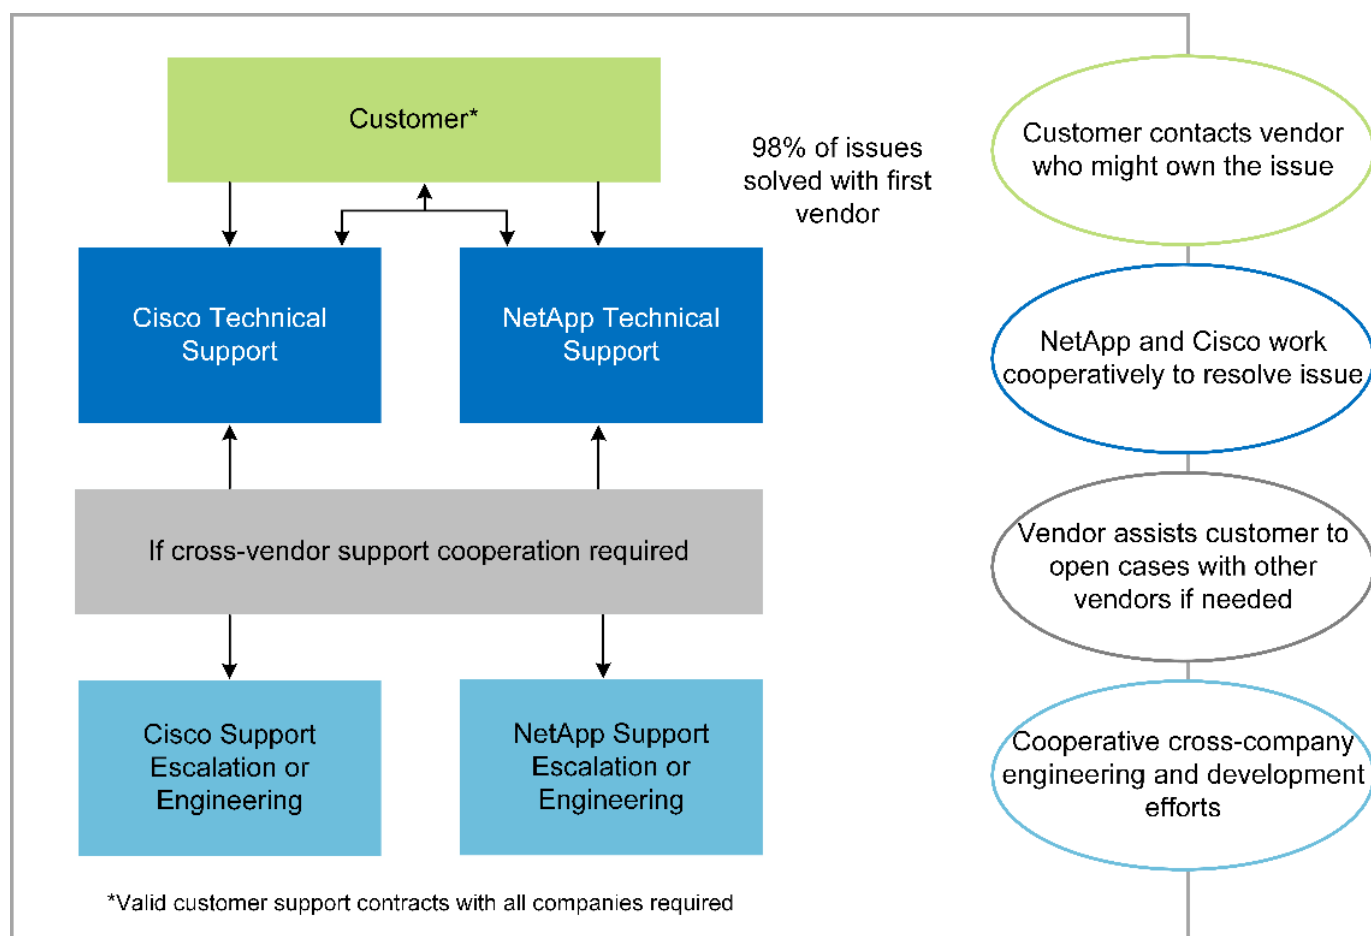 Customer*
98% of issues
solved with first
vendor
Customer contacts vendor
who might own the issue
Cisco Technical
Support
NetApp Technical
Support
NetApp and Cisco work
cooperatively to resolve issue
If cross-vendor support cooperation required
Vendor assists customer to
open cases with other
vendors if needed
Cisco Support
Escalation or
Engineering
NetApp Support
Escalation or
Engineering
Cooperative cross-company
engineering and development
efforts
*Valid customer support contracts with all companies required